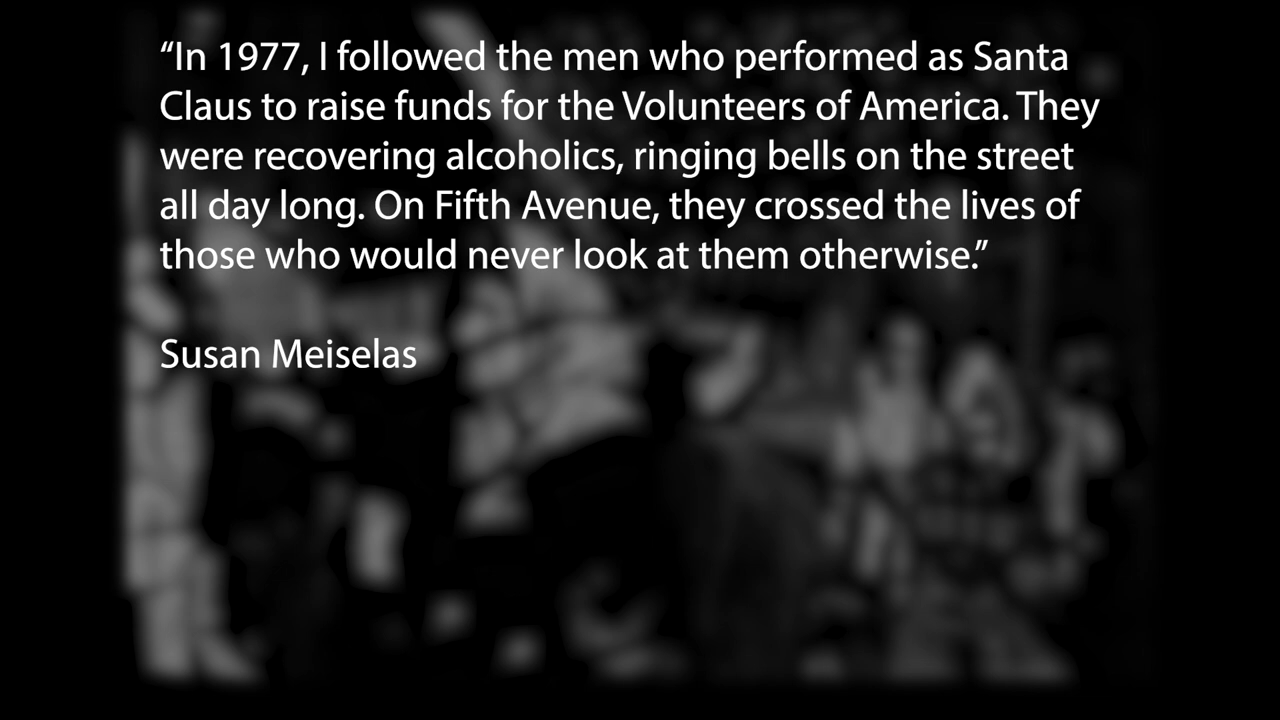 “In 1977, I followed the men who performed as Santa
Claus to raise funds for the Volunteers of America. They
were recovering alcoholics, ringing bells on the street
all day long. On Fifth Avenue, they crossed the lives of
those who would never look at them otherwise.”
Susan Meiselas